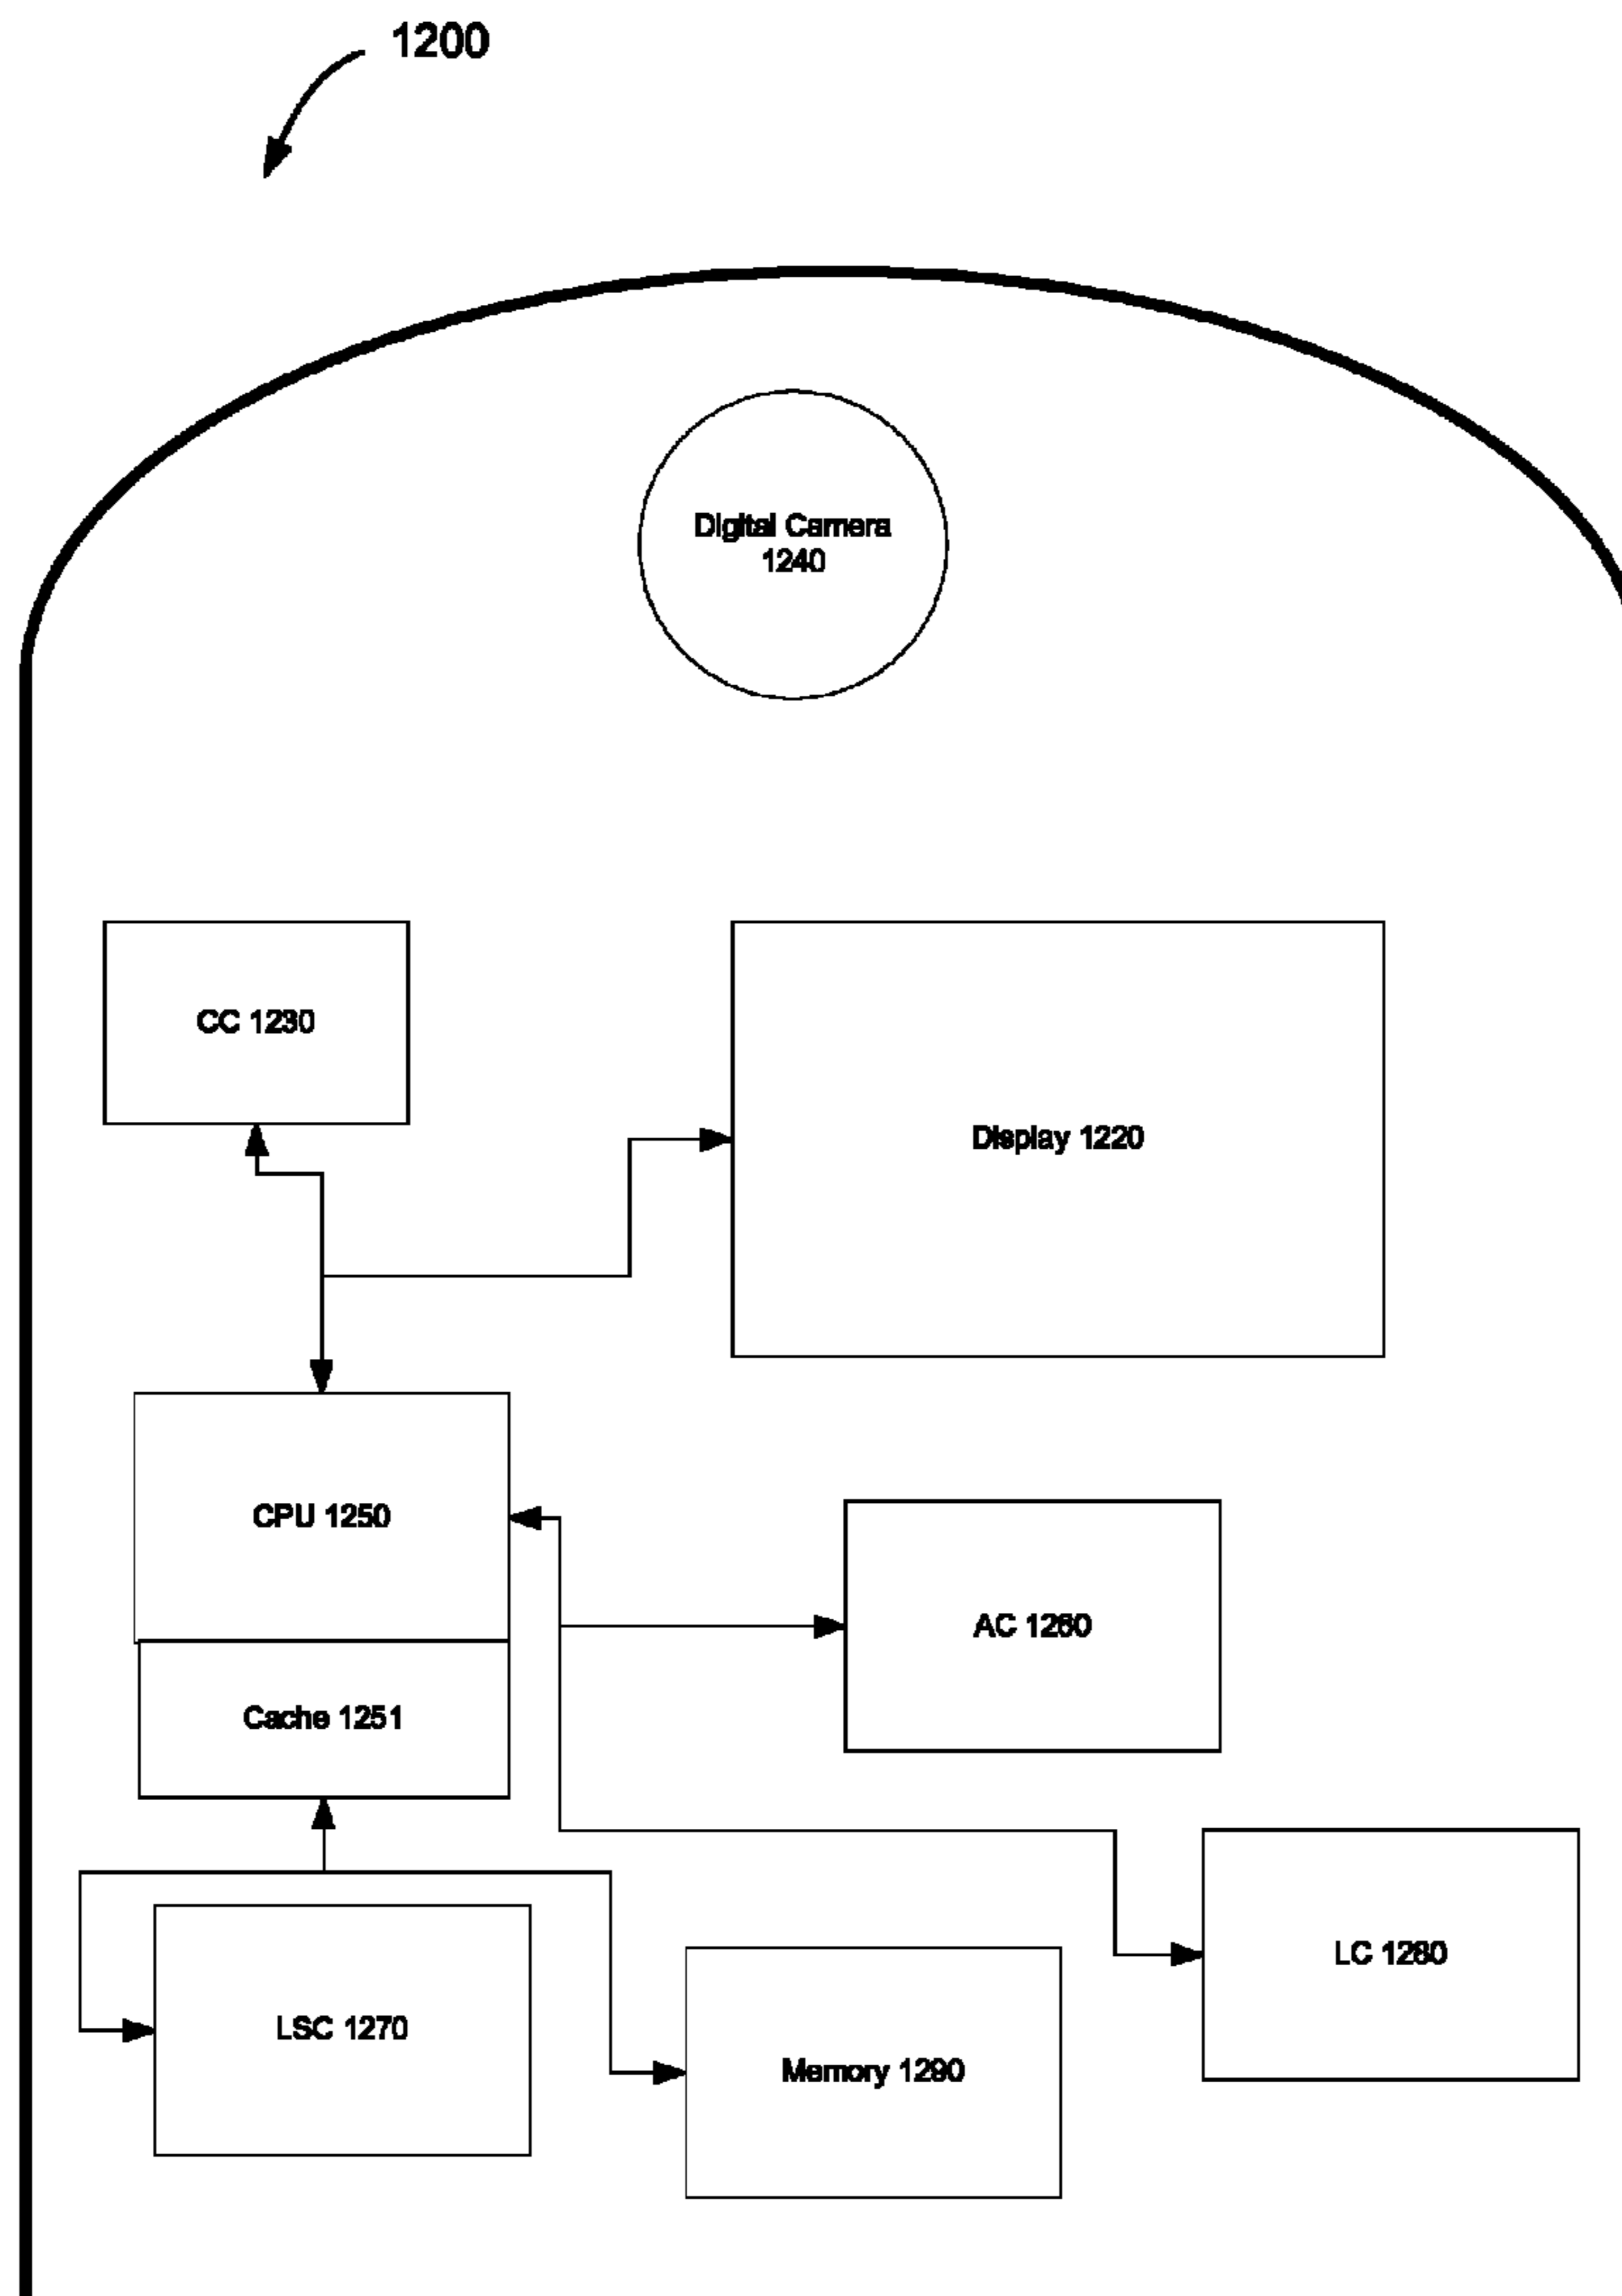 1200
Digital Camera
1240
CC 1230
Display 1220
CPU 1250
AC 1260
Cache 1251
LC 1280
LSC 1270
Memory 1290